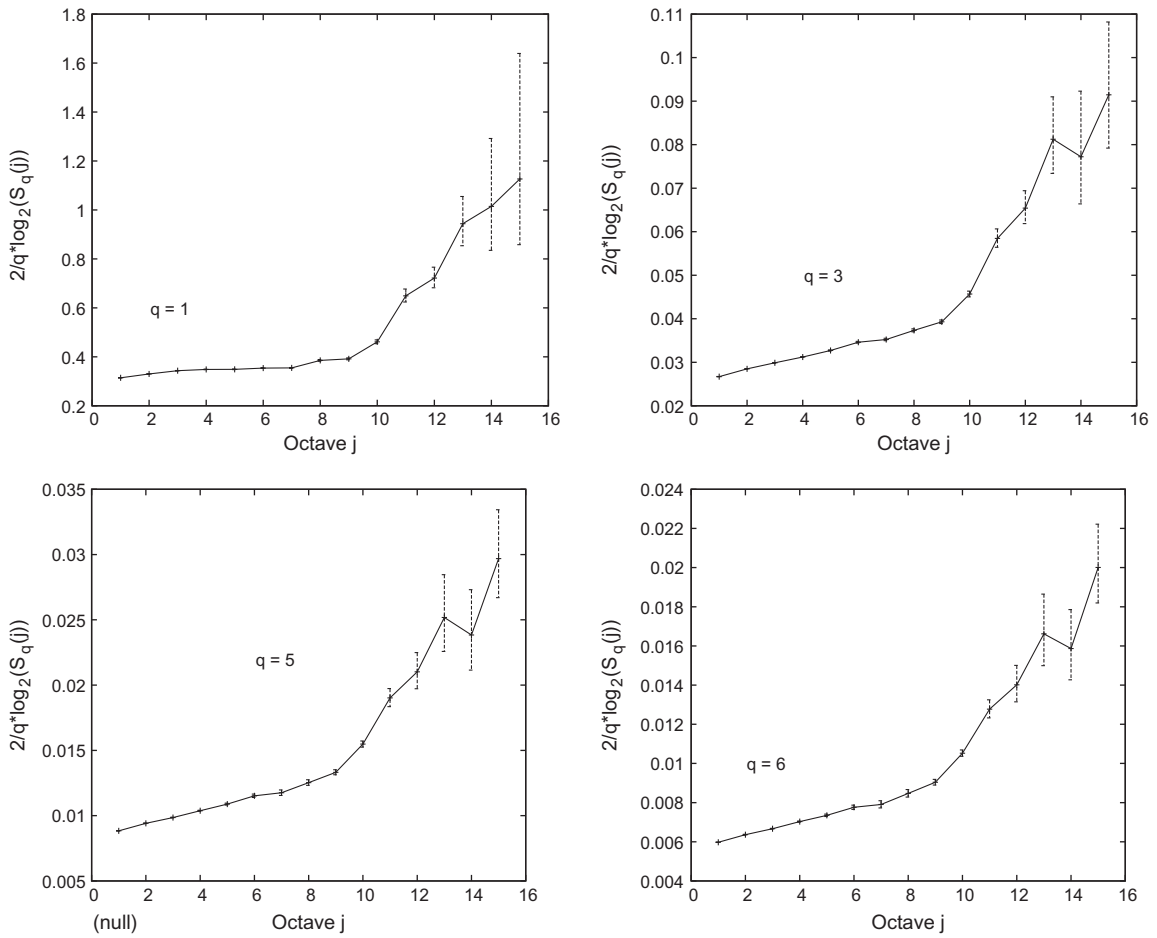 1.8
1.6
1.4
1.2
1
0.8
0.6
0.4
0.2
2/q*log2(Sq(j))
q = 1
0 2 4 6 8 10 12 14 16
Octave j
0.11
0.1
0.09
0.08
0.07
0.06
0.05
0.04
0.03
0.02
2/q*log2(Sq(j))
q = 3
0 2 4 6 8 10 12 14 16
Octave j
0.035
0.03
0.025
0.02
0.015
0.01
0.005
2/q*log2(Sq(j))
q = 5
0 2 4 6 8 10 12 14 16
(null) Octave j
0.024
0.022
0.02
0.018
0.016
0.014
0.012
0.01
0.008
0.006
0.004
2/q*log2(Sq(j))
q = 6
0 2 4 6 8 10 12 14 16
Octave j